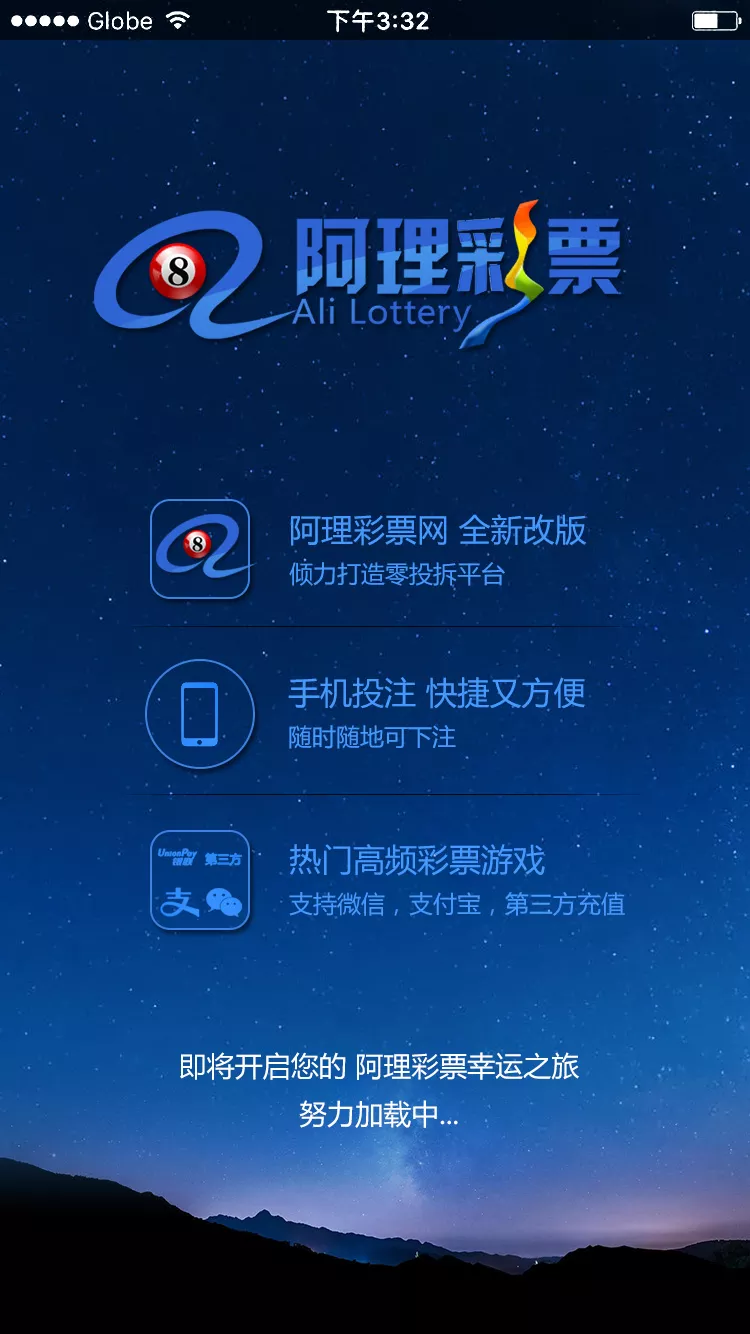 Globe 下午3:32
8 阿理彩票
Ali Lottery
8
阿理彩票网 全新改版
倾力打造零投拆平台
手机投注 快捷又方便
随时随地可下注
UnionPay
银联 第三方
支
热门高频彩票游戏
支持微信，支付宝，第三方充值
即将开启您的 阿理彩票幸运之旅
努力加载中...